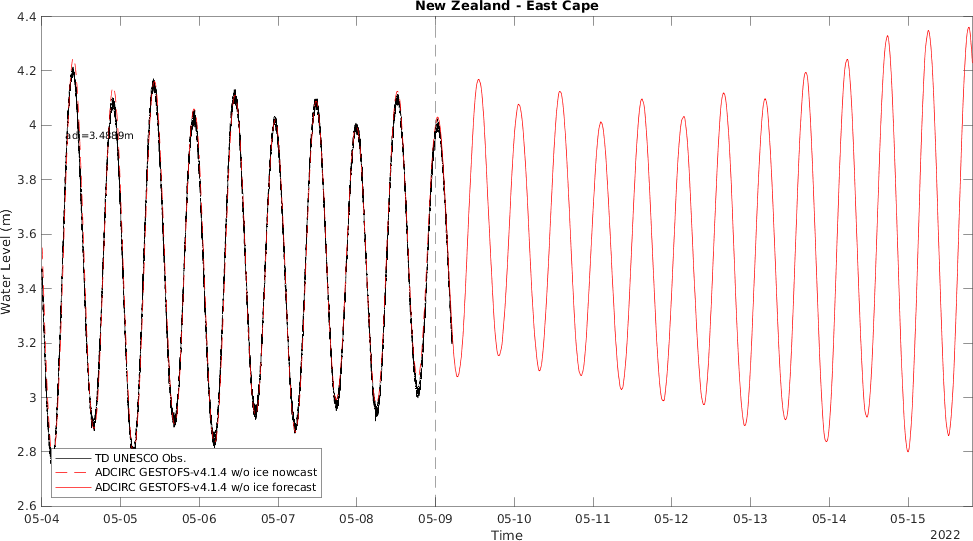 New Zealand - East Cape
4.4
4.2
4
3.8
3.6
3.4
3.2
3
2.8
2.6
Water Level (m)
adj=3.4889m
TD UNESCO Obs.
ADCIRC GESTOFS-v4.1.4 w/o ice nowcast
ADCIRC GESTOFS-v4.1.4 w/o ice forecast
05-04 05-05 05-06 05-07 05-08 05-09 05-10 05-11 05-12 05-13 05-14 05-15
Time
2022